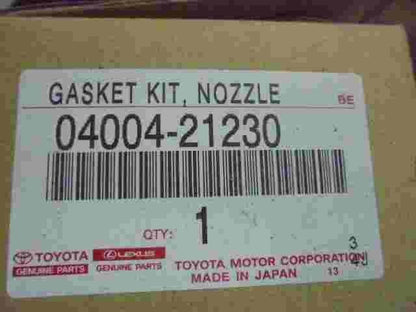 GASKET KIT, NOZZLE BE
04004-21230
QTY: 1
TOYOTA LEXUS
GENUINE PARTS GENUINE PARTS
TOYOTA MOTOR CORPORATION
MADE IN JAPAN 13
3